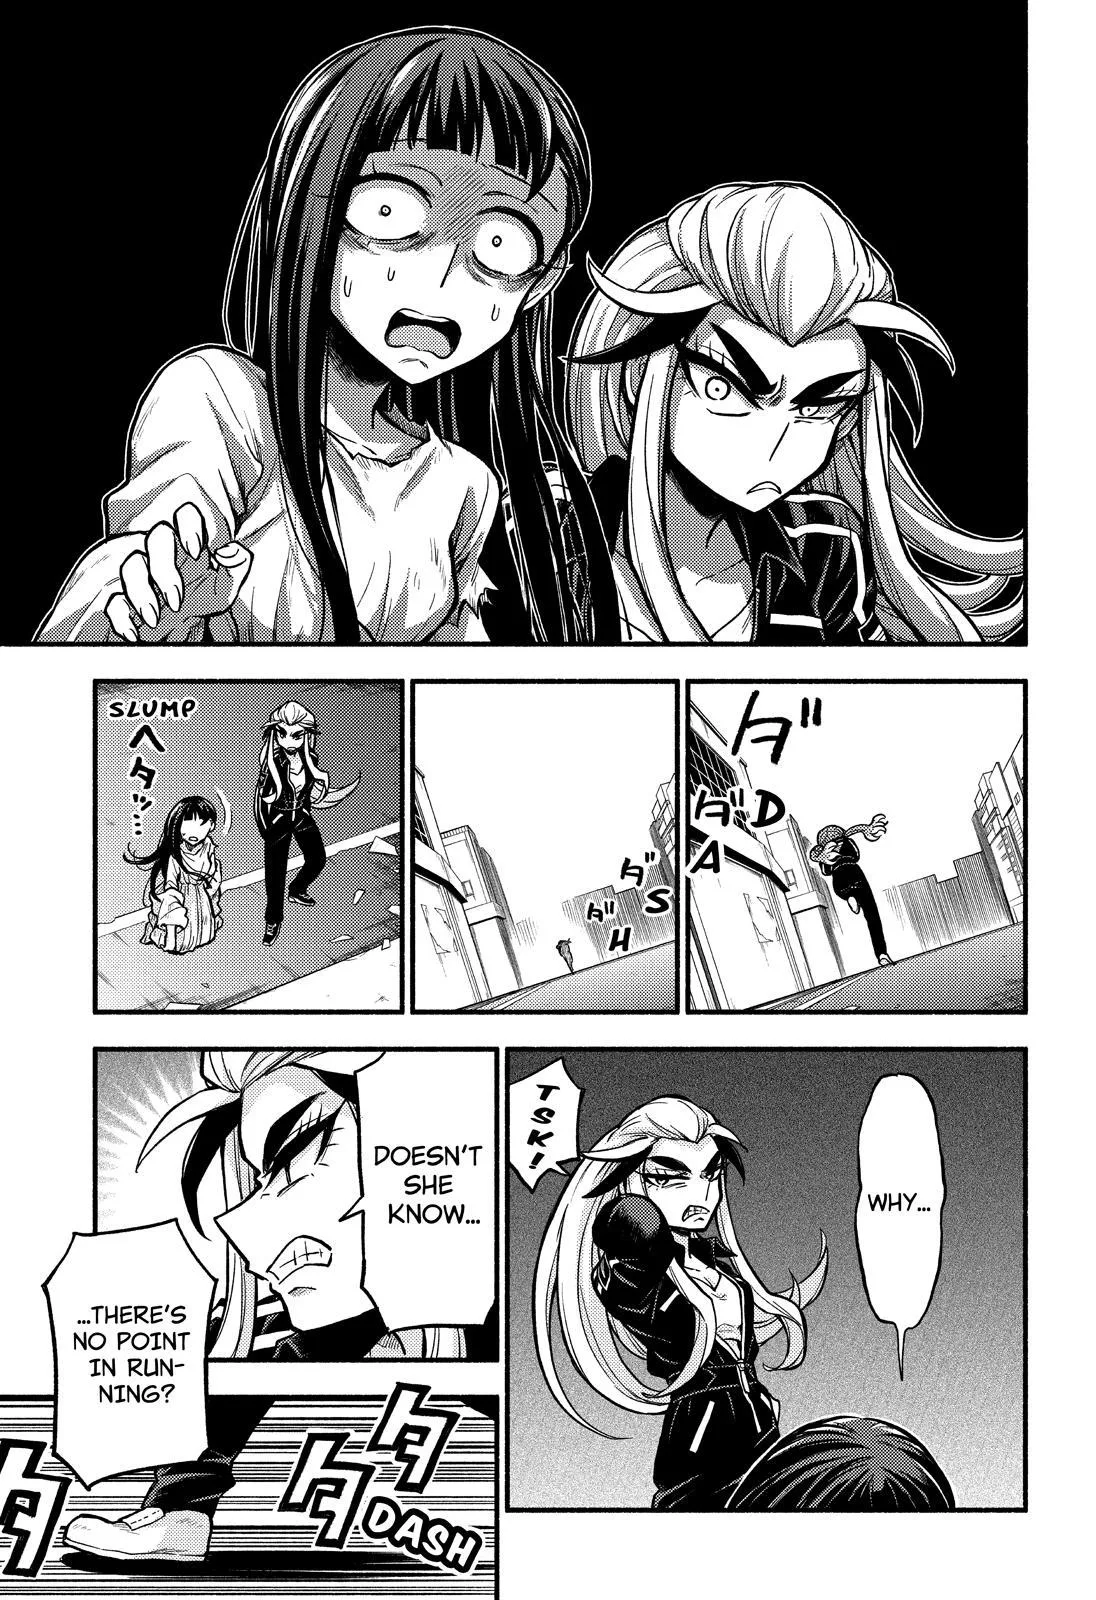 ダ"
ダ
D
A
ダ
S
ダ
H
SLUMP
ヘタッ…
WHY...
TSK!
DOESN'T
SHE
KNOW...
...THERE'S
NO POINT
IN RUN-
NING?
タ
タ
タ
DASH